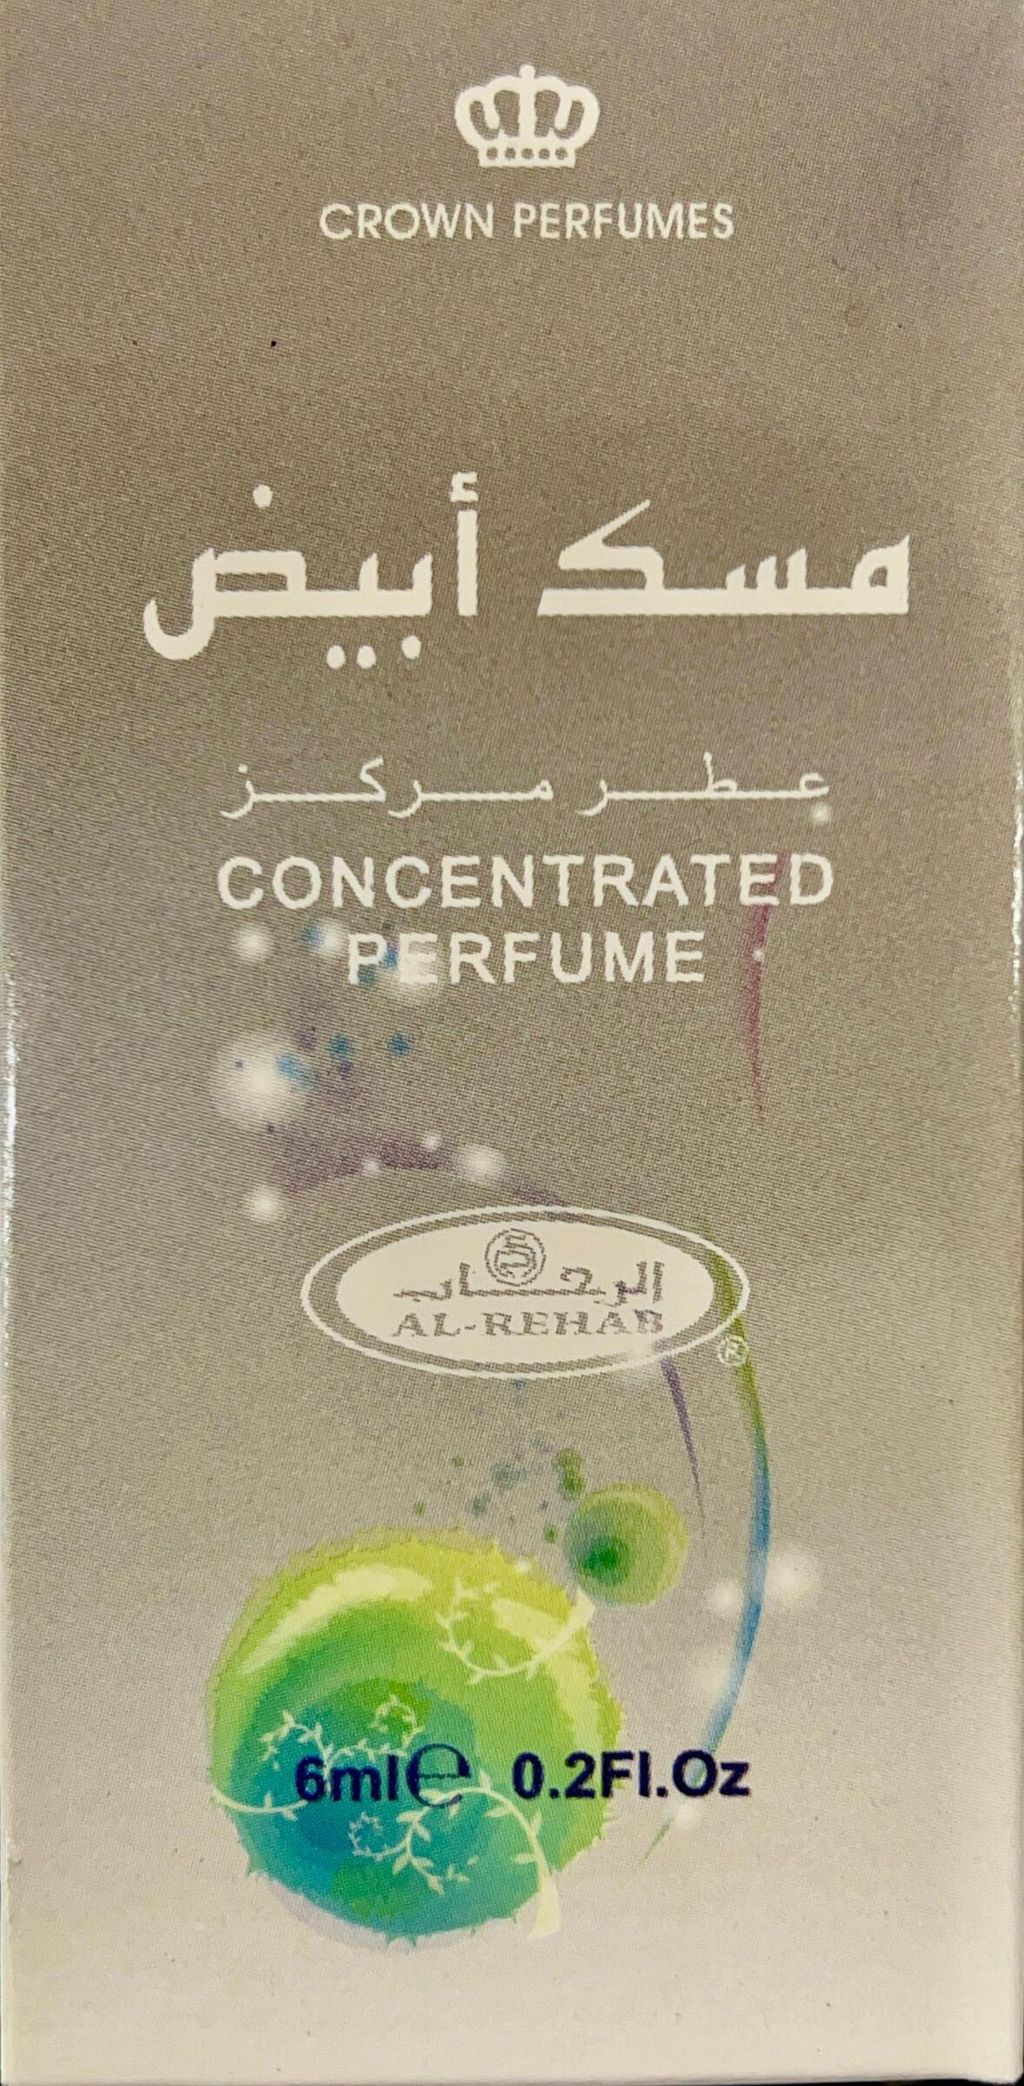 CROWN PERFUMES
مسك أبيض
عطر مركز
CONCENTRATED
PERFUME
الرحاب
AL-REHAB
®
6ml℮ 0.2Fl.Oz